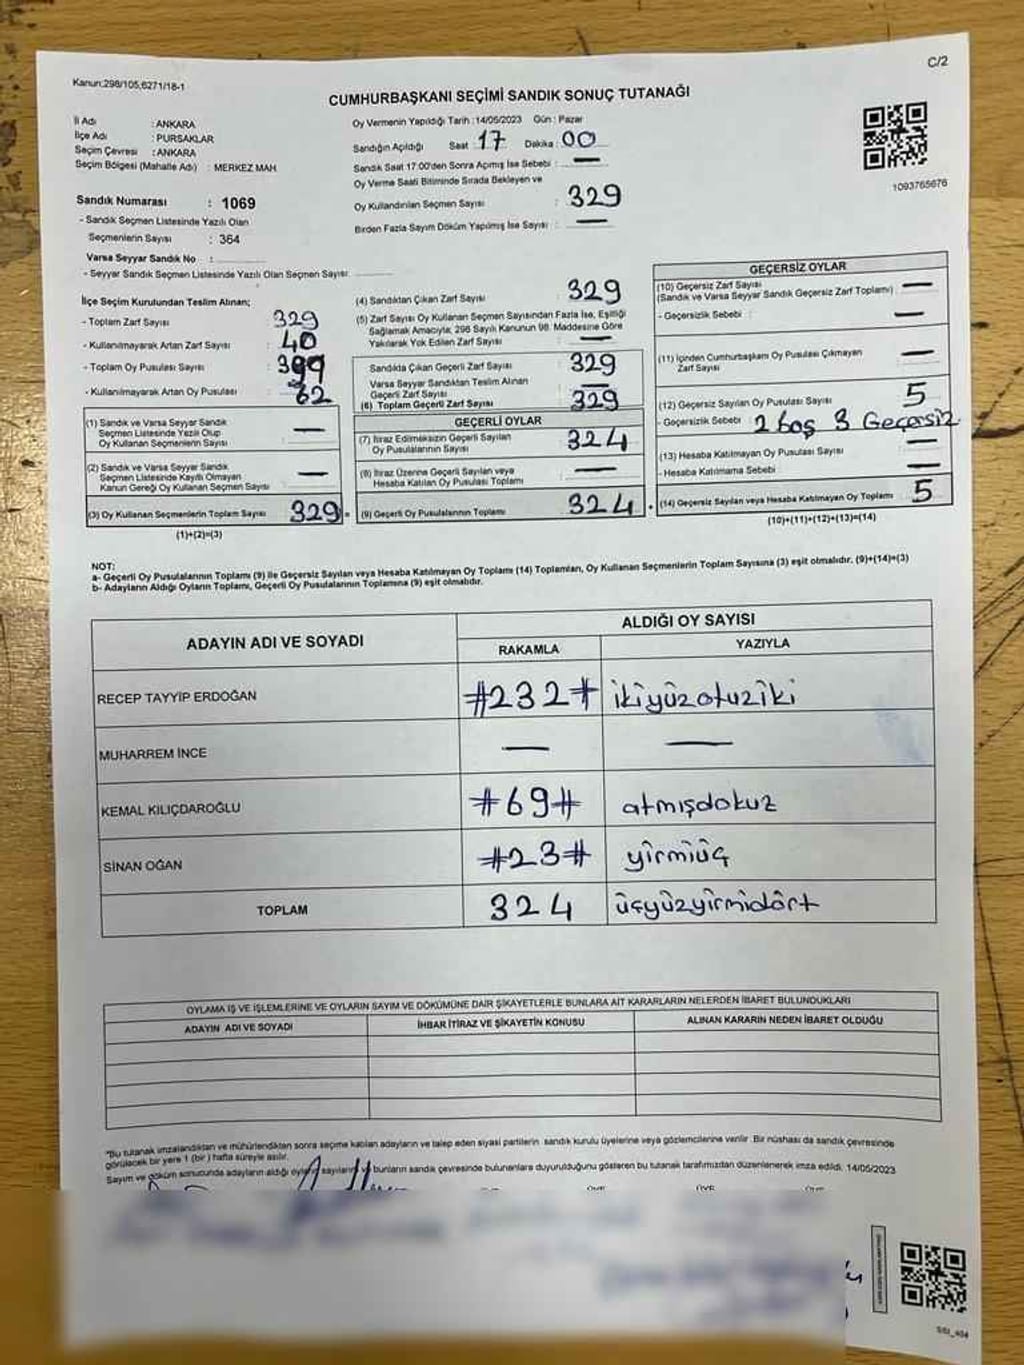 Kanun:298/105;6271/18-1
C/2
CUMHURBAŞKANI SEÇİMİ SANDIK SONUÇ TUTANAĞI
İl Adı : ANKARA
İlçe Adı : PURSAKLAR
Seçim Çevresi : ANKARA
Seçim Bölgesi (Mahalle Adı) : MERKEZ MAH
Sandık Numarası : 1069
- Sandık Seçmen Listesinde Yazılı Olan
Seçmenlerin Sayısı : 364
Varsa Seyyar Sandık No :
- Seyyar Sandık Seçmen Listesinde Yazılı Olan Seçmen Sayısı:
Oy Vermenin Yapıldığı Tarih :14/05/2023 Gün : Pazar
Sandığın Açıldığı Saat : 17 Dakika : 00
Sandık Saat 17.00'den Sonra Açımış İse Sebebi : —
Oy Verme Saati Bitiminde Sırada Bekleyen ve
Oy Kullandırılan Seçmen Sayısı : 329
Birden Fazla Sayım Döküm Yapılmış İse Sayısı : —
1093765676
İlçe Seçim Kurulundan Teslim Alınan;
- Toplam Zarf Sayısı : 329
- Kullanılmayarak Artan Zarf Sayısı : 40
- Toplam Oy Pusulası Sayısı :
- Kullanılmayarak Artan Oy Pusulası : 62
(1) Sandık ve Varsa Seyyar Sandık
Seçmen Listesinde Yazılı Olup
Oy Kullanan Seçmenlerin Sayısı —
(2) Sandık ve Varsa Seyyar Sandık
Seçmen Listesinde Kayıtlı Olmayan
Kanun Gereği Oy Kullanan Seçmen Sayısı —
(3) Oy Kullanan Seçmenlerin Toplam Sayısı 329
(1)+(2)=(3)
(4) Sandıktan Çıkan Zarf Sayısı : 329
(5) Zarf Sayısı Oy Kullanan Seçmen Sayısından Fazla İse, Eşitliği
Sağlamak Amacıyla; 298 Sayılı Kanunun 98. Maddesine Göre
Yakılarak Yok Edilen Zarf Sayısı : —
Sandıkta Çıkan Geçerli Zarf Sayısı : 329
Varsa Seyyar Sandıktan Teslim Alınan
Geçerli Zarf Sayısı : —
(6) Toplam Geçerli Zarf Sayısı : 329
GEÇERLİ OYLAR
(7) İtiraz Edilmeksizin Geçerli Sayılan
Oy Pusulalarının Sayısı : 324
(8) İtiraz Üzerine Geçerli Sayılan veya
Hesaba Katılan Oy Pusulası Toplamı : —
(9) Geçerli Oy Pusulalarının Toplamı : 324
GEÇERSİZ OYLAR
(10) Geçersiz Zarf Sayısı
(Sandık ve Varsa Seyyar Sandık Geçersiz Zarf Toplamı) : —
- Geçersizlik Sebebi : —
(11) İçinden Cumhurbaşkanı Oy Pusulası Çıkmayan
Zarf Sayısı : —
(12) Geçersiz Sayılan Oy Pusulası Sayısı : 5
- Geçersizlik Sebebi : 2 boş 3 Geçersiz
(13) Hesaba Katılmayan Oy Pusulası Sayısı : —
- Hesaba Katılmama Sebebi : —
(14) Geçersiz Sayılan veya Hesaba Katılmayan Oy Toplamı : 5
(10)+(11)+(12)+(13)=(14)
NOT:
a- Geçerli Oy Pusulalarının Toplamı (9) ile Geçersiz Sayılan veya Hesaba Katılmayan Oy Toplamı (14) Toplamları, Oy Kullanan Seçmenlerin Toplam Sayısına (3) eşit olmalıdır. (9)+(14)=(3)
b- Adayların Aldığı Oyların Toplamı, Geçerli Oy Pusulalarının Toplamına (9) eşit olmalıdır.
ADAYIN ADI VE SOYADI
ALDIĞI OY SAYISI
RAKAMLA YAZIYLA
RECEP TAYYİP ERDOĞAN #232# ikiyüzotuziki
MUHARREM İNCE — —
KEMAL KILIÇDAROĞLU #69# atmışdokuz
SİNAN OĞAN #23# yirmiüç
TOPLAM 324 üçyüzyirmidört
OYLAMA İŞ VE İŞLEMLERİNE VE OYLARIN SAYIM VE DÖKÜMÜNE DAİR ŞİKAYETLERLE BUNLARA AİT KARARLARIN NELERDEN İBARET BULUNDUKLARI
ADAYIN ADI VE SOYADI İHBAR İTİRAZ VE ŞİKAYETİN KONUSU ALINAN KARARIN NEDEN İBARET OLDUĞU
"Bu tutanak imzalandıktan ve mühürlendikten sonra seçime katılan adayların ve talep eden siyasi partilerin sandık kurulu üyelerine veya gözlemcilerine verilir. Bir nüshası da sandık çevresinde
görülecek bir yere 1 (bir) hafta süreyle asılır.
Sayım ve döküm sonucunda adayların aldığı oyların sayılarını bunların sandık çevresinde bulunanlara duyurulduğunu gösteren bu tutanak tarafımızdan düzenlenerek imza edildi. 14/05/2023